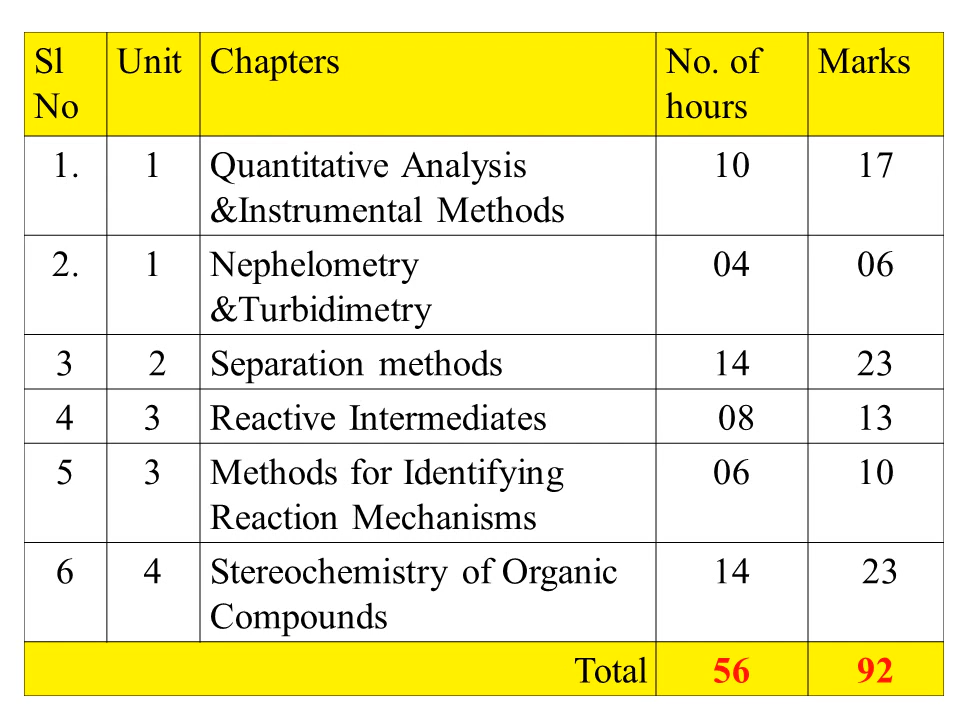 Sl No Unit Chapters No. of hours Marks
1. 1 Quantitative Analysis &Instrumental Methods 10 17
2. 1 Nephelometry &Turbidimetry 04 06
3 2 Separation methods 14 23
4 3 Reactive Intermediates 08 13
5 3 Methods for Identifying Reaction Mechanisms 06 10
6 4 Stereochemistry of Organic Compounds 14 23
Total 56 92